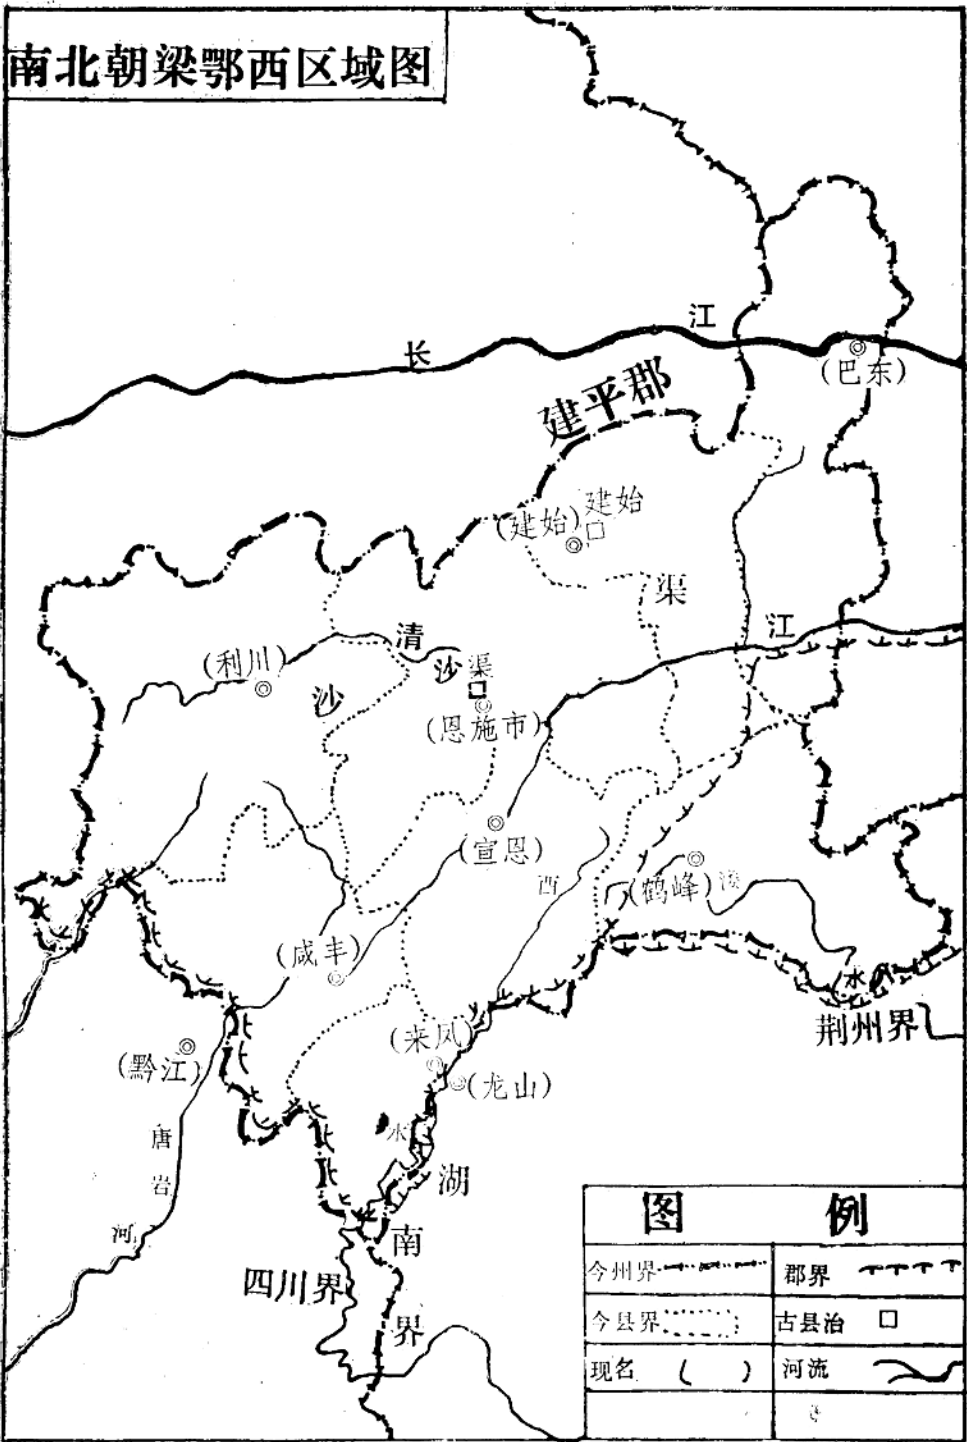 南北朝梁鄂西区域图
江
长
(巴东)
建平郡
建始
(建始)
渠
江
清
(利川)
沙
渠
沙
(恩施市)
(宣恩)
酉
(鹤峰)
溇
(咸丰)
水
荆州界
(来凤)
(黔江)
(龙山)
水
唐
岩
河
湖
南
界
四川界
图 例
今州界
郡界
今县界
古县治
现名 ( )
河流